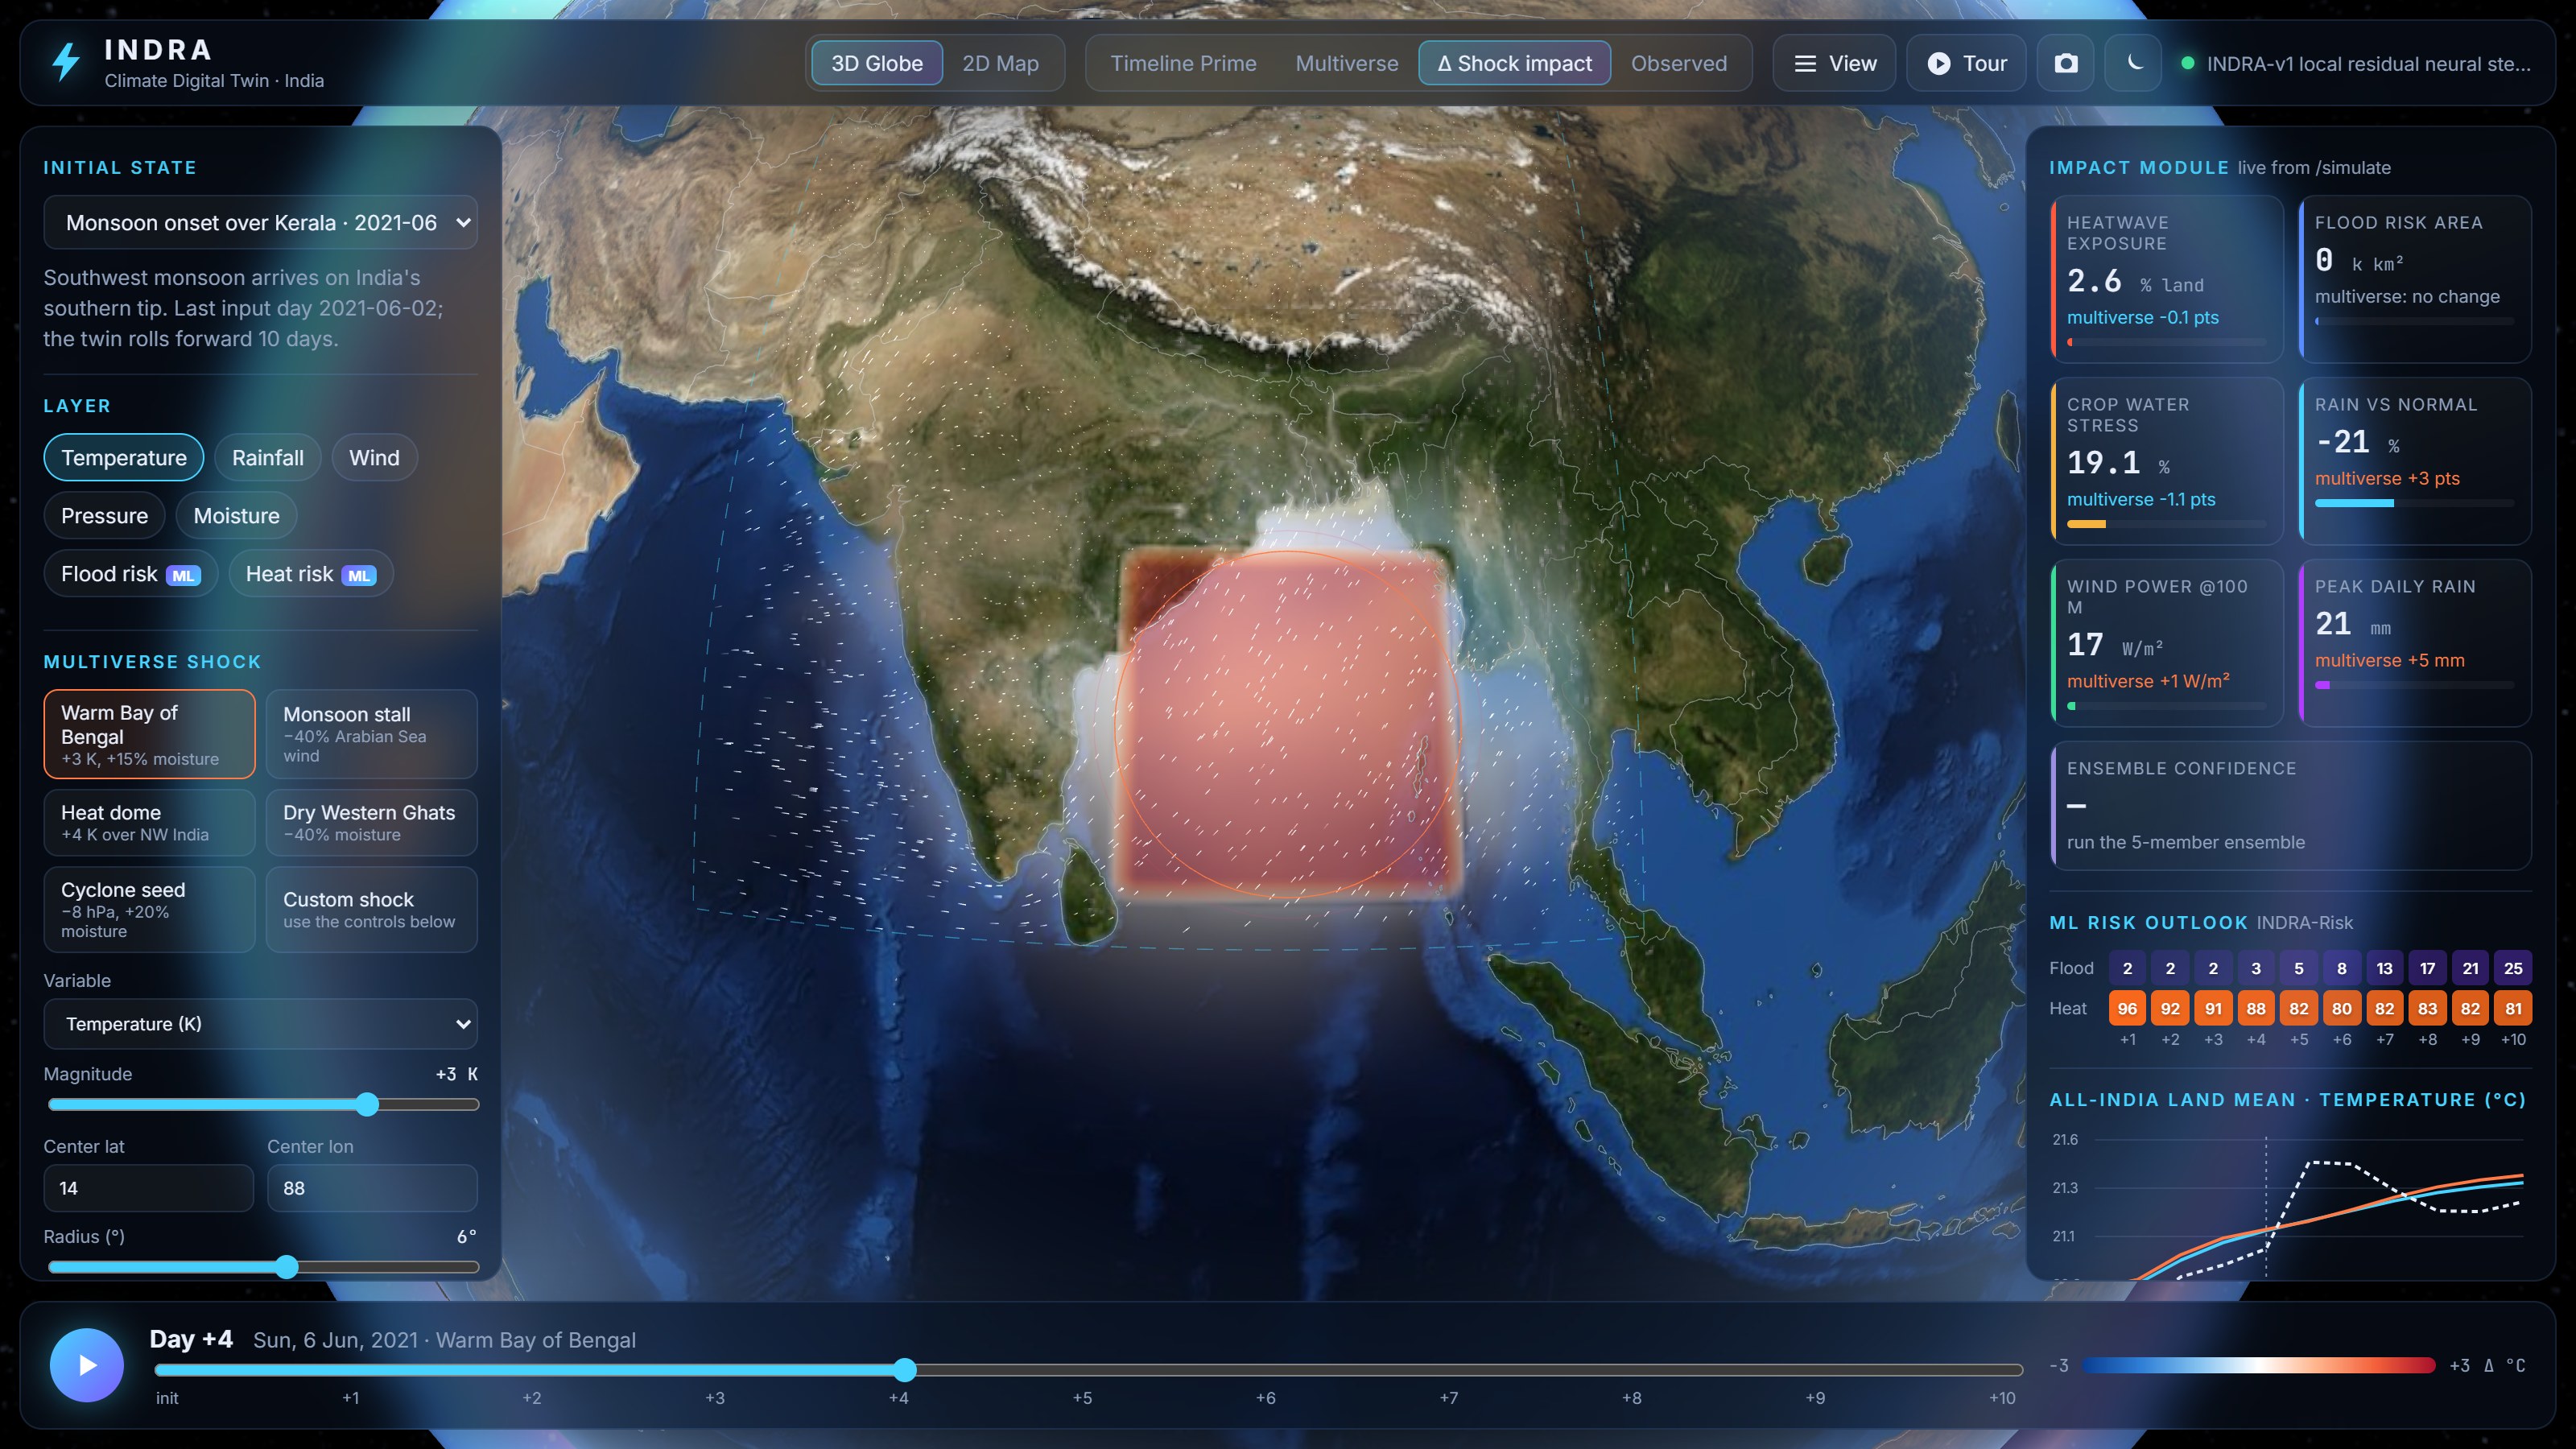 INDRA
Climate Digital Twin · India
3D Globe
2D Map
Timeline Prime
Multiverse
Δ Shock impact
Observed
View
Tour
INDRA-v1 local residual neural ste...
INITIAL STATE
Monsoon onset over Kerala · 2021-06
Southwest monsoon arrives on India's
southern tip. Last input day 2021-06-02;
the twin rolls forward 10 days.
LAYER
Temperature
Rainfall
Wind
Pressure
Moisture
Flood risk ML
Heat risk ML
MULTIVERSE SHOCK
Warm Bay of
Bengal
+3 K, +15% moisture
Monsoon stall
−40% Arabian Sea
wind
Heat dome
+4 K over NW India
Dry Western Ghats
−40% moisture
Cyclone seed
−8 hPa, +20%
moisture
Custom shock
use the controls below
Variable
Temperature (K)
Magnitude +3 K
Center lat
Center lon
14
88
Radius (°) 6°
IMPACT MODULE live from /simulate
HEATWAVE
EXPOSURE
2.6 % land
multiverse -0.1 pts
FLOOD RISK AREA
0 k km²
multiverse: no change
CROP WATER
STRESS
19.1 %
multiverse -1.1 pts
RAIN VS NORMAL
-21 %
multiverse +3 pts
WIND POWER @100
M
17 W/m²
multiverse +1 W/m²
PEAK DAILY RAIN
21 mm
multiverse +5 mm
ENSEMBLE CONFIDENCE
–
run the 5-member ensemble
ML RISK OUTLOOK INDRA-Risk
Flood 2 2 2 3 5 8 13 17 21 25
Heat 96 92 91 88 82 80 82 83 82 81
+1 +2 +3 +4 +5 +6 +7 +8 +9 +10
ALL-INDIA LAND MEAN · TEMPERATURE (°C)
21.6
21.3
21.1
Day +4 Sun, 6 Jun, 2021 · Warm Bay of Bengal
init +1 +2 +3 +4 +5 +6 +7 +8 +9 +10
-3 +3 Δ °C